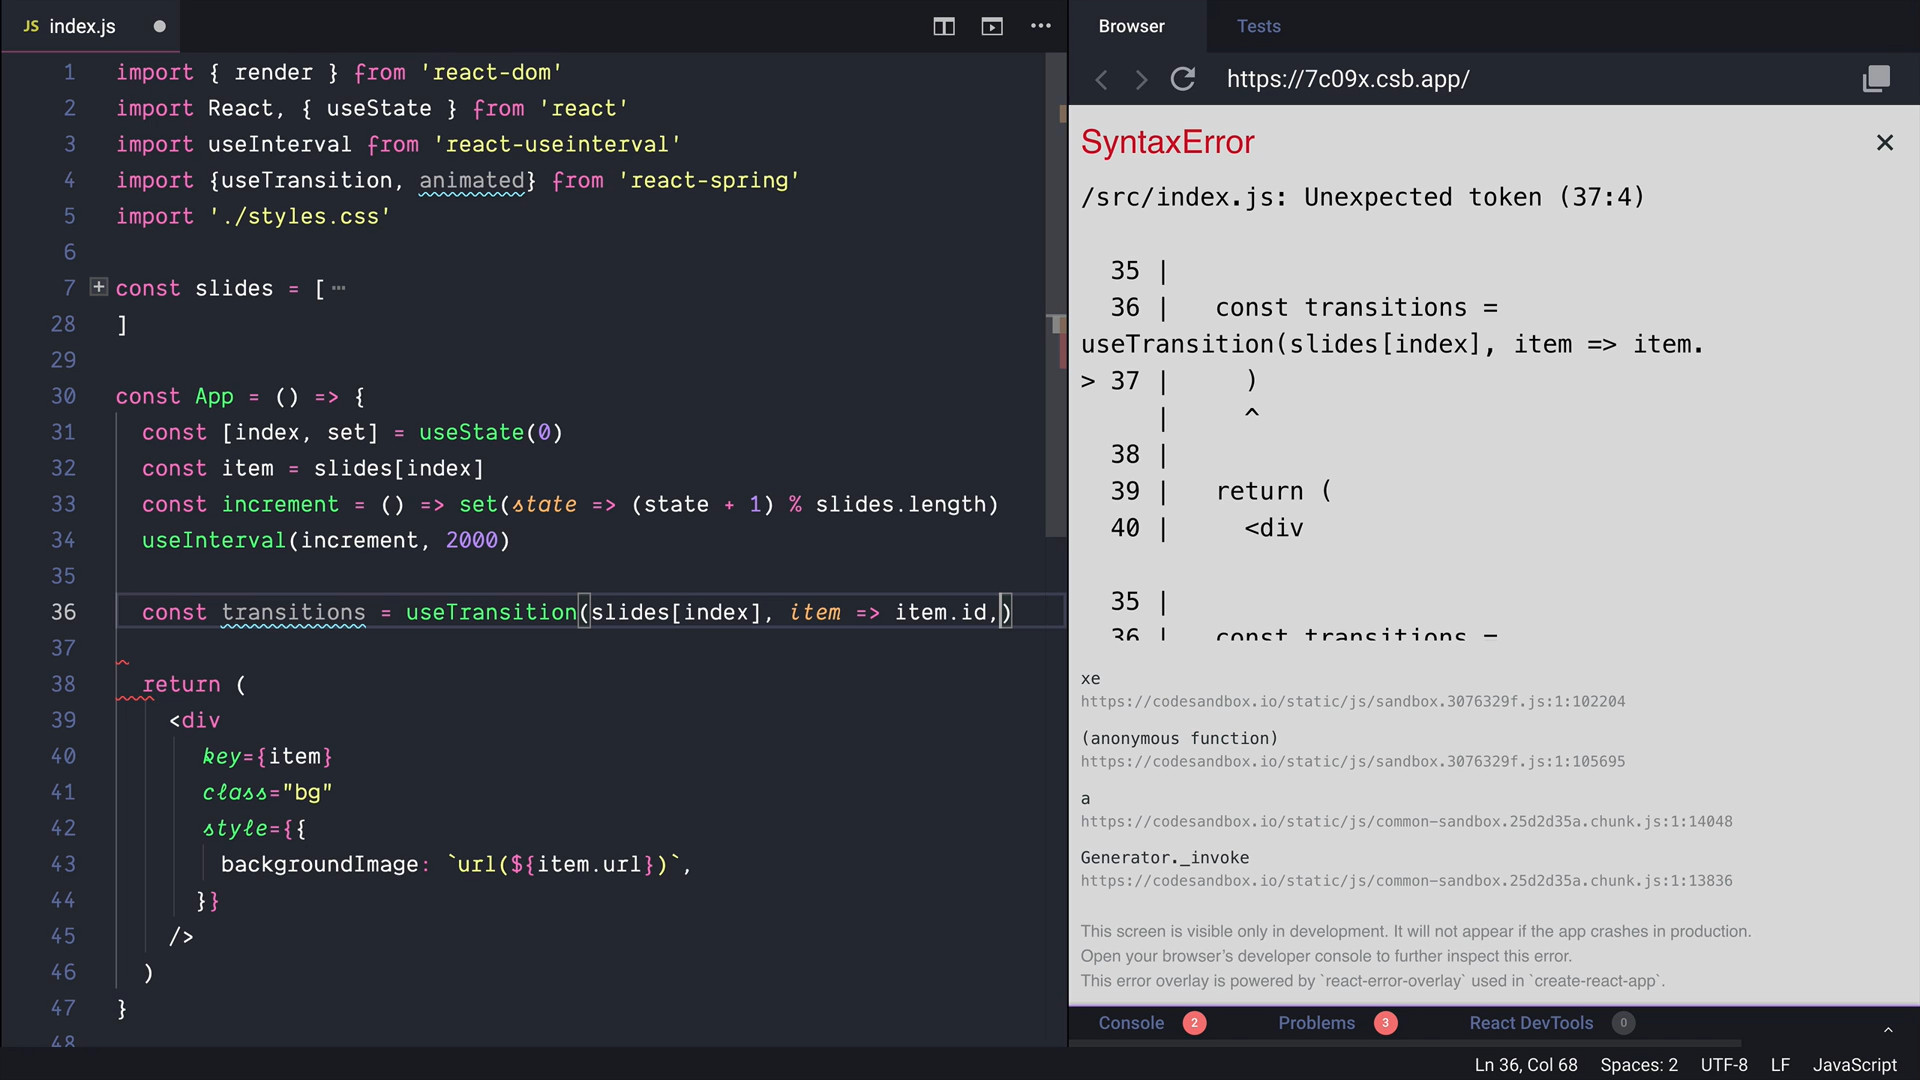 JS index.js
1 import { render } from 'react-dom'
2 import React, { useState } from 'react'
3 import useInterval from 'react-useinterval'
4 import {useTransition, animated} from 'react-spring'
5 import './styles.css'
6
7 const slides = [ ···
28 ]
29
30 const App = () => {
31 const [index, set] = useState(0)
32 const item = slides[index]
33 const increment = () => set(state => (state + 1) % slides.length)
34 useInterval(increment, 2000)
35
36 const transitions = useTransition(slides[index], item => item.id,)
37
38 return (
39 <div
40 key={item}
41 class="bg"
42 style={{
43 backgroundImage: `url(${item.url})`,
44 }}
45 />
46 )
47 }
48
Browser Tests
https://7c09x.csb.app/
SyntaxError
/src/index.js: Unexpected token (37:4)
35 |
36 | const transitions =
useTransition(slides[index], item => item.
> 37 | )
| ^
38 |
39 | return (
40 | <div
35 |
36 | const transitions =
xe
https://codesandbox.io/static/js/sandbox.3076329f.js:1:102204
(anonymous function)
https://codesandbox.io/static/js/sandbox.3076329f.js:1:105695
a
https://codesandbox.io/static/js/common-sandbox.25d2d35a.chunk.js:1:14048
Generator._invoke
https://codesandbox.io/static/js/common-sandbox.25d2d35a.chunk.js:1:13836
This screen is visible only in development. It will not appear if the app crashes in production.
Open your browser’s developer console to further inspect this error.
This error overlay is powered by `react-error-overlay` used in `create-react-app`.
Console 2 Problems 3 React DevTools 0
Ln 36, Col 68 Spaces: 2 UTF-8 LF JavaScript